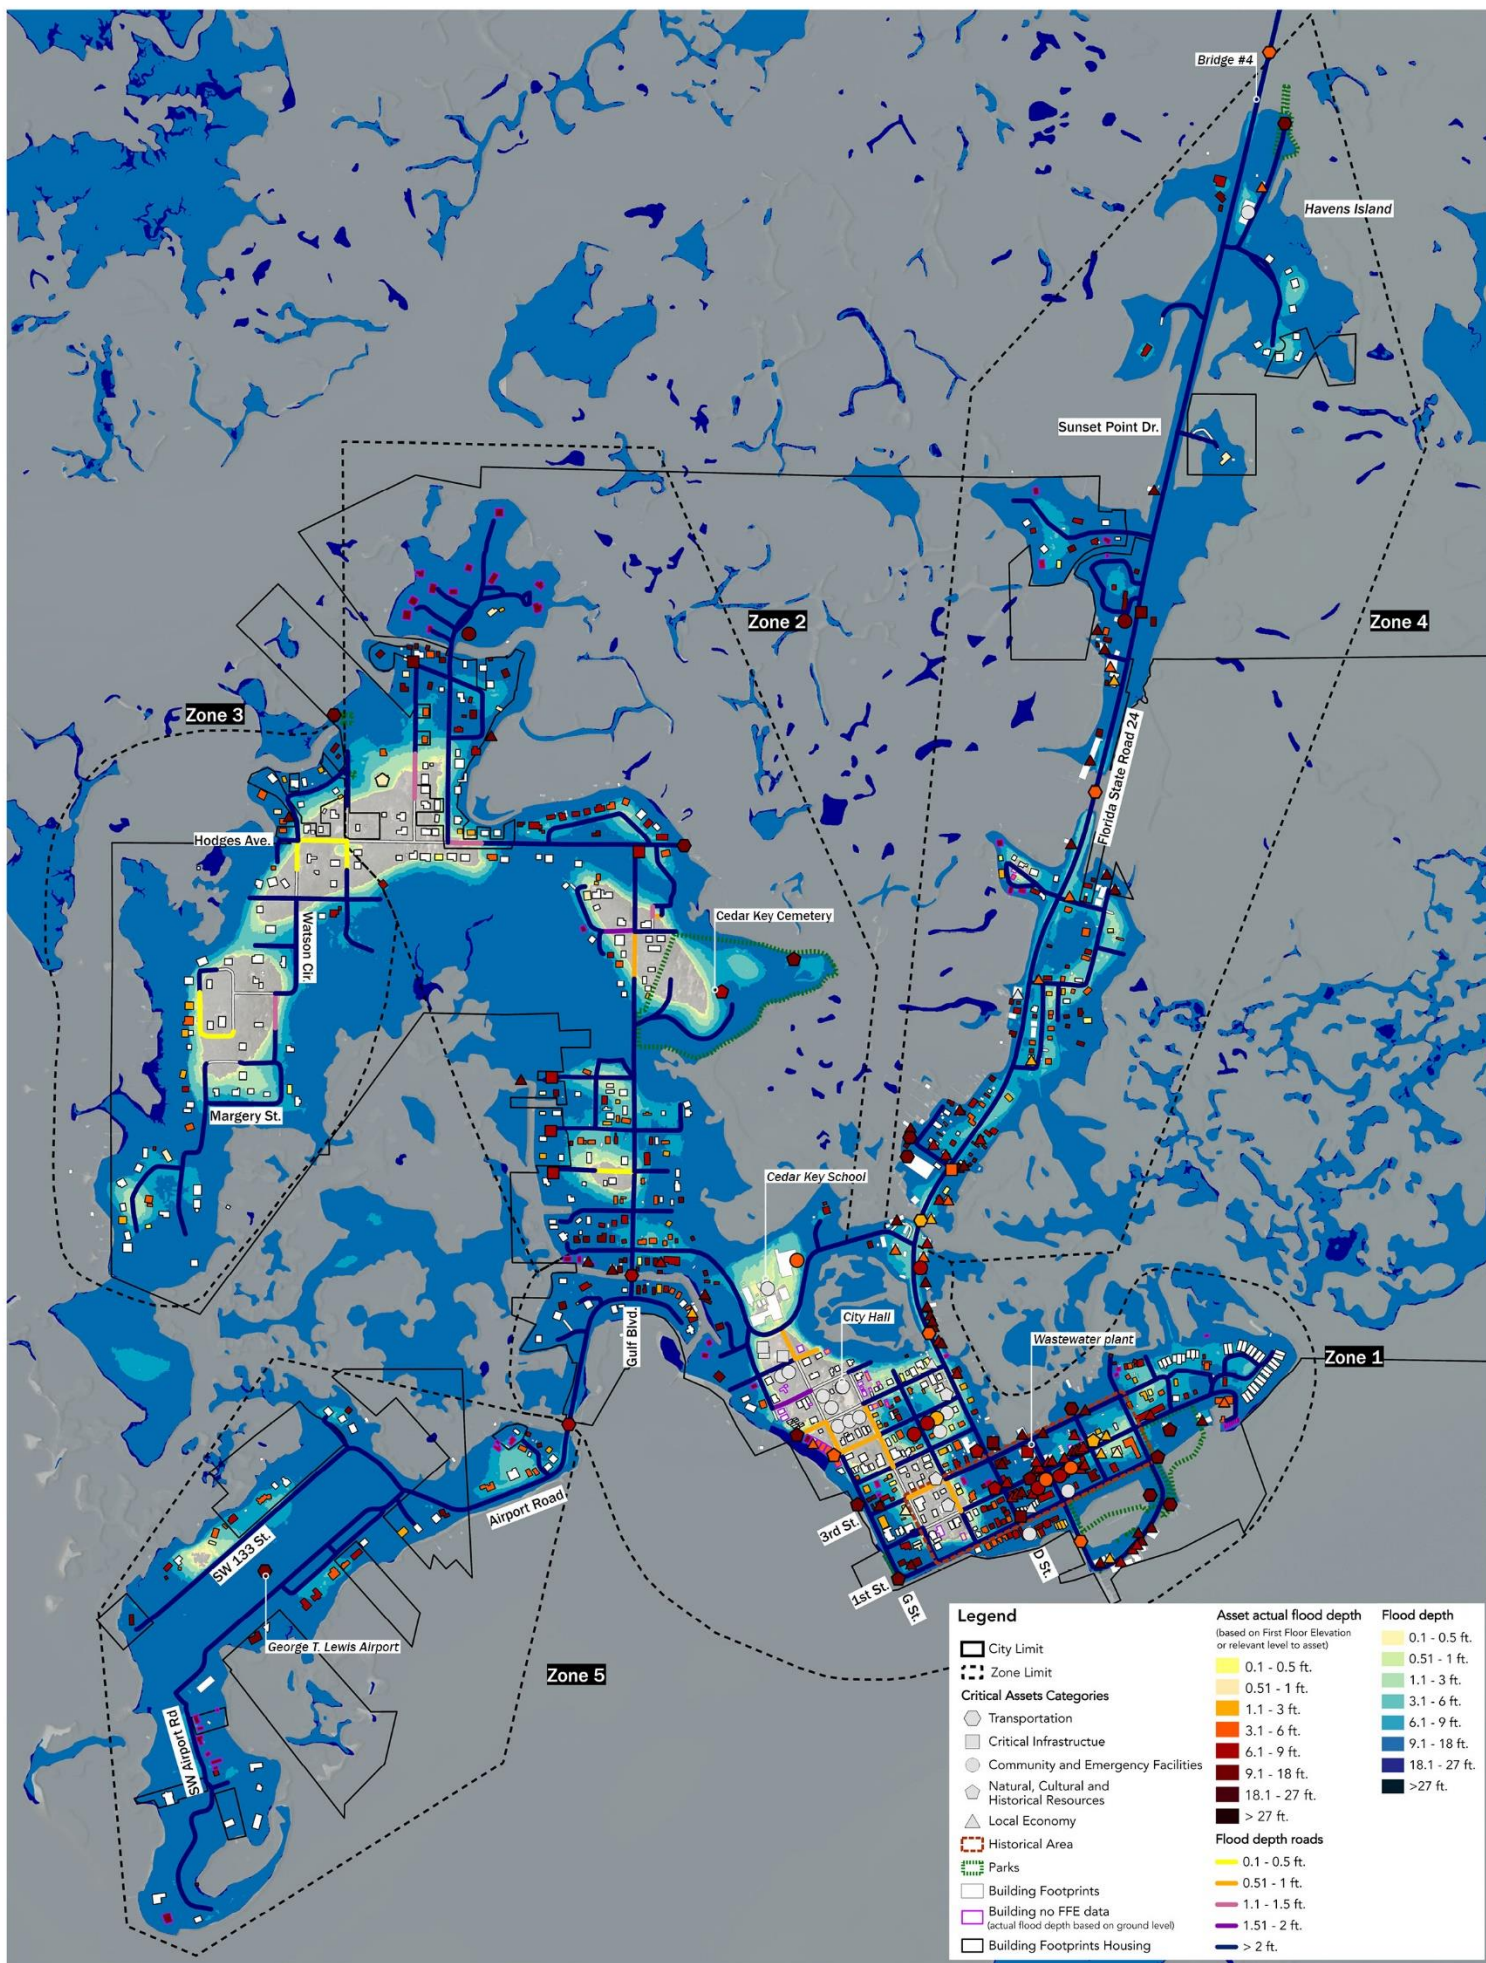 Bridge #4
Havens Island
Sunset Point Dr.
Zone 2
Zone 4
Zone 3
Florida State Road 24
Hodges Ave.
Cedar Key Cemetery
Watson Cir.
Margery St.
Cedar Key School
City Hall
Gulf Blvd.
Wastewater plant
Zone 1
Airport Road
3rd St.
SW 133 St.
D St.
1st St.
G St.
George T. Lewis Airport
Zone 5
SW Airport Rd
Legend
City Limit
Zone Limit
Critical Assets Categories
Transportation
Critical Infrastructue
Community and Emergency Facilities
Natural, Cultural and
Historical Resources
Local Economy
Historical Area
Parks
Building Footprints
Building no FFE data
(actual flood depth based on ground level)
Building Footprints Housing
Asset actual flood depth
(based on First Floor Elevation
or relevant level to asset)
0.1 - 0.5 ft.
0.51 - 1 ft.
1.1 - 3 ft.
3.1 - 6 ft.
6.1 - 9 ft.
9.1 - 18 ft.
18.1 - 27 ft.
> 27 ft.
Flood depth roads
0.1 - 0.5 ft.
0.51 - 1 ft.
1.1 - 1.5 ft.
1.51 - 2 ft.
> 2 ft.
Flood depth
0.1 - 0.5 ft.
0.51 - 1 ft.
1.1 - 3 ft.
3.1 - 6 ft.
6.1 - 9 ft.
9.1 - 18 ft.
18.1 - 27 ft.
>27 ft.